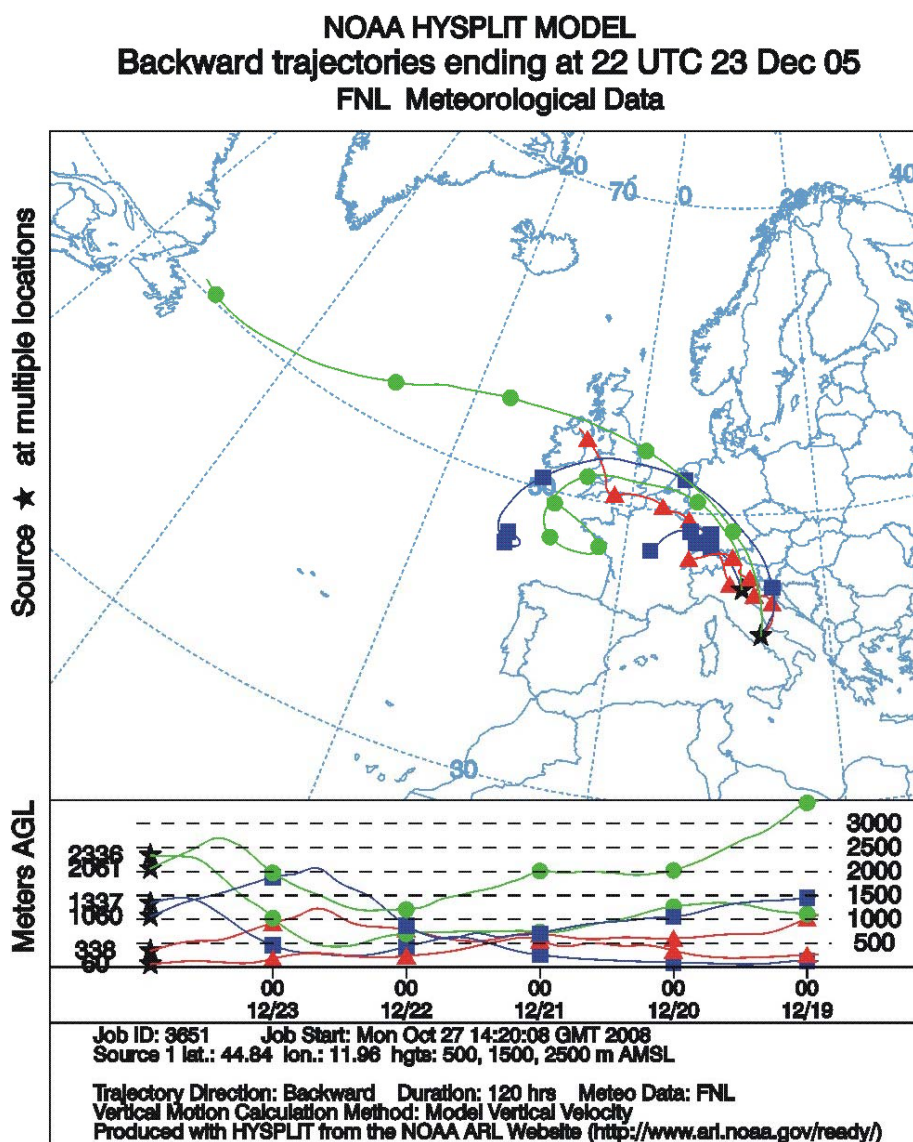 NOAA HYSPLIT MODEL
Backward trajectories ending at 22 UTC 23 Dec 05
FNL Meteorological Data
Source ★ at multiple locations
20
70
0
20
40
50
30
Meters AGL
2336
2061
1337
1060
338
60
3000
2500
2000
1500
1000
500
00 00 00 00 00
12/23 12/22 12/21 12/20 12/19
Job ID: 3651 Job Start: Mon Oct 27 14:20:08 GMT 2008
Source 1 lat.: 44.84 lon.: 11.96 hgts: 500, 1500, 2500 m AMSL
Trajectory Direction: Backward Duration: 120 hrs Meteo Data: FNL
Vertical Motion Calculation Method: Model Vertical Velocity
Produced with HYSPLIT from the NOAA ARL Website (http://www.arl.noaa.gov/ready/)